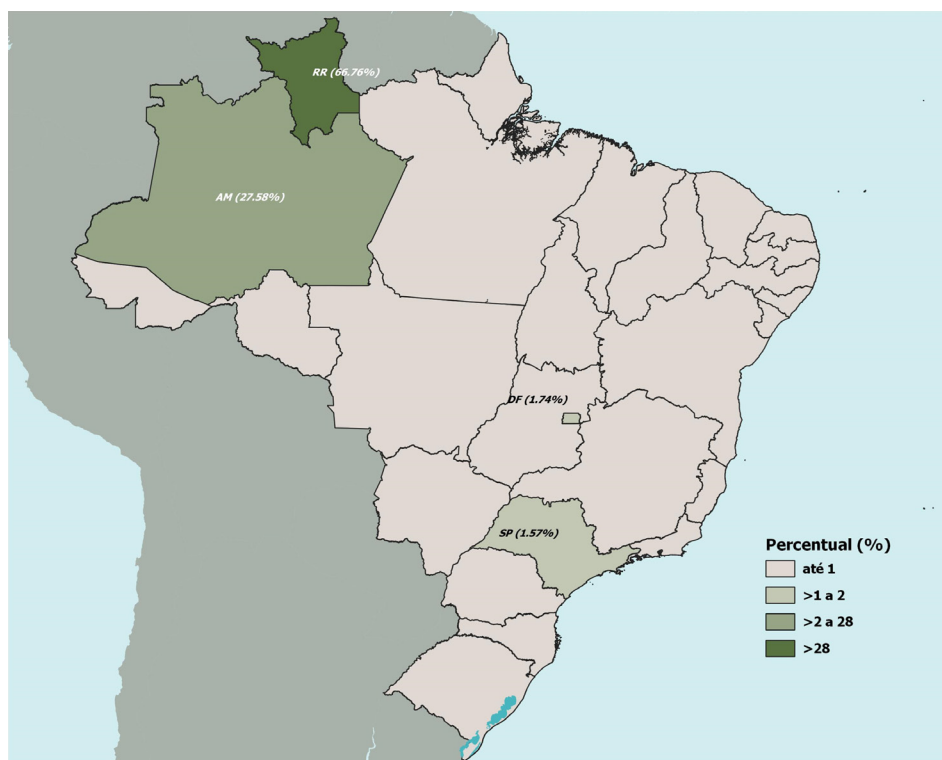 RR (66.76%)
AM (27.58%)
DF (1.74%)
SP (1.57%)
Percentual (%)
até 1
>1 a 2
>2 a 28
>28